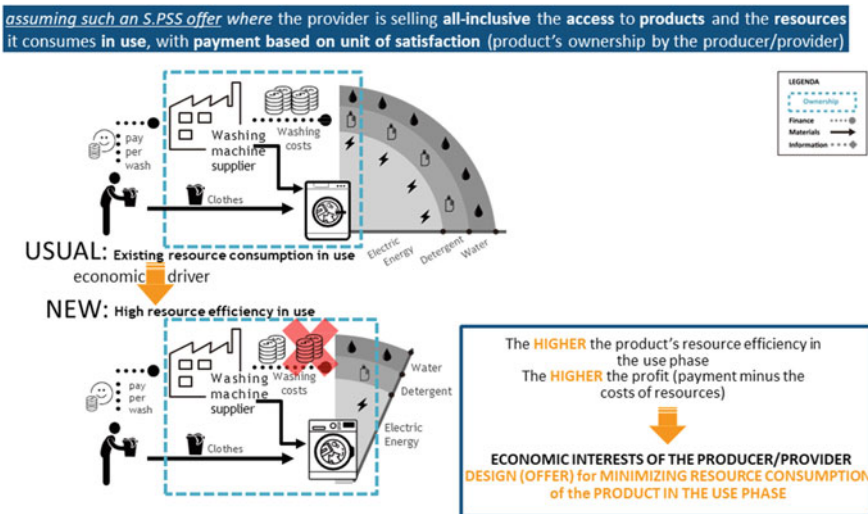 assuming such an S.PSS offer where the provider is selling all-inclusive the access to products and the resources
it consumes in use, with payment based on unit of satisfaction (product's ownership by the producer/provider)
LEGENDA
Ownership
Finance
Materials
Information
pay
per
wash
Washing
machine
supplier
Washing
costs
Clothes
Electric
Energy
Detergent
Water
USUAL: Existing resource consumption in use
economic driver
NEW: High resource efficiency in use
pay
per
wash
Washing
machine
supplier
Washing
costs
Clothes
Water
Detergent
Electric
Energy
The HIGHER the product's resource efficiency in
the use phase
The HIGHER the profit (payment minus the
costs of resources)
ECONOMIC INTERESTS OF THE PRODUCER/PROVIDER
DESIGN (OFFER) for MINIMIZING RESOURCE CONSUMPTION
of the PRODUCT IN THE USE PHASE